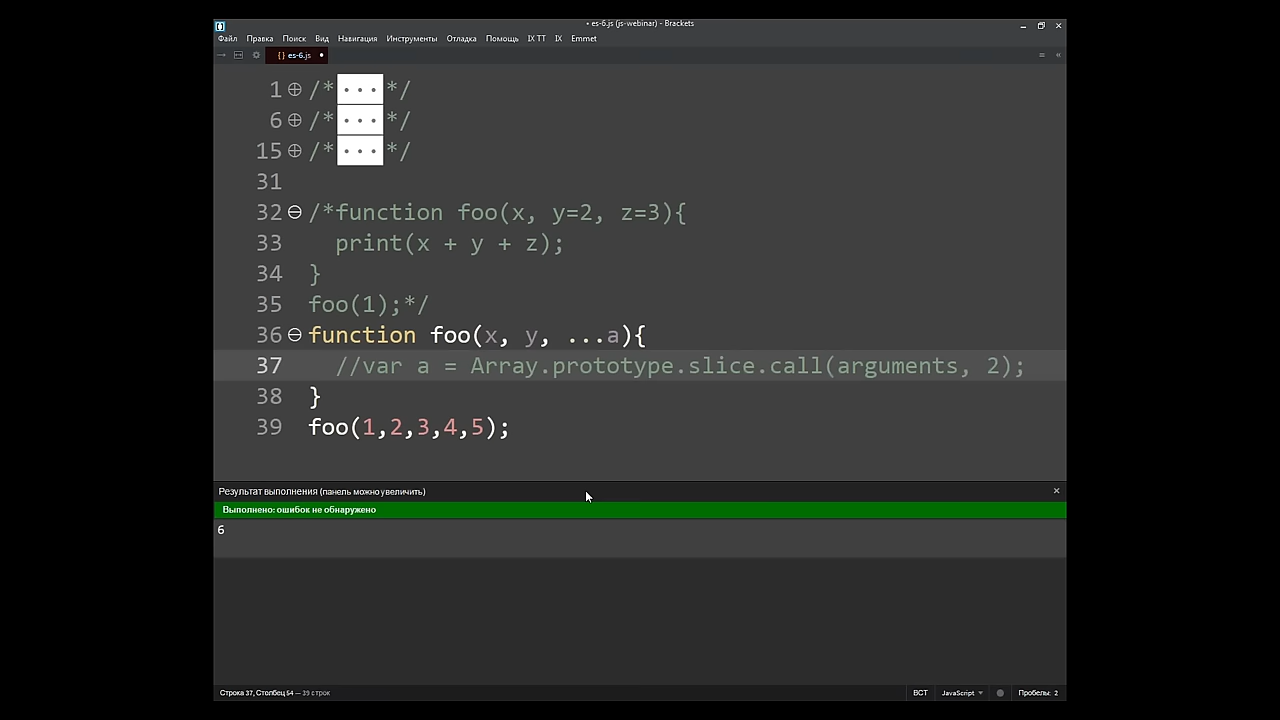 • es-6.js (js-webinar) - Brackets
Файл Правка Поиск Вид Навигация Инструменты Отладка Помощь IX TT IX Emmet
{ } es-6.js •
1 /*...*/
6 /*...*/
15 /*...*/
31
32 /*function foo(x, y=2, z=3){
33 print(x + y + z);
34 }
35 foo(1);*/
36 function foo(x, y, ...a){
37 //var a = Array.prototype.slice.call(arguments, 2);
38 }
39 foo(1,2,3,4,5);
Результат выполнения (панель можно увеличить)
Выполнено: ошибок не обнаружено
6
Строка 37, Столбец 54 — 39 строк ВСТ JavaScript Пробелы: 2